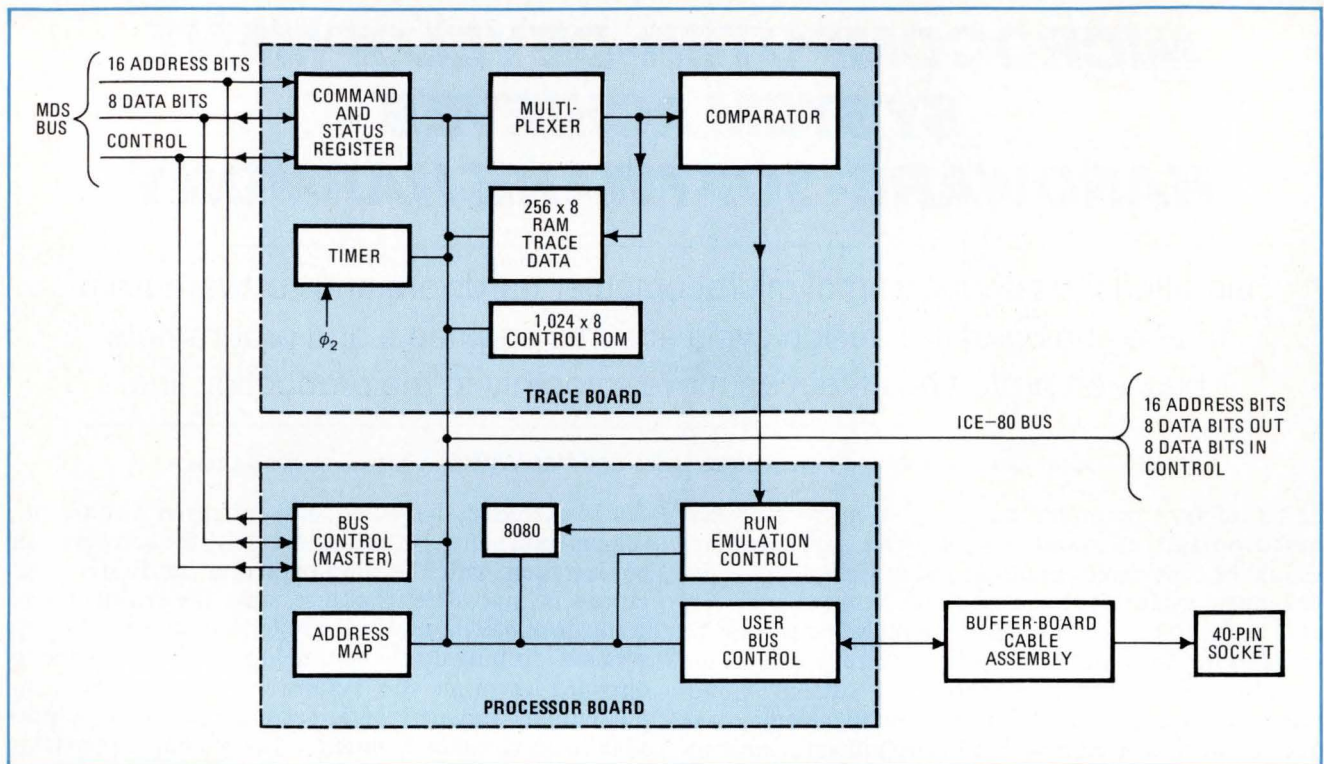 16 ADDRESS BITS
8 DATA BITS
CONTROL
MDS
BUS
COMMAND
AND
STATUS
REGISTER
MULTI-
PLEXER
COMPARATOR
256 x 8
RAM
TRACE
DATA
TIMER
ϕ2
1,024 x 8
CONTROL ROM
TRACE BOARD
ICE–80 BUS
16 ADDRESS BITS
8 DATA BITS OUT
8 DATA BITS IN
CONTROL
BUS
CONTROL
(MASTER)
8080
RUN
EMULATION
CONTROL
ADDRESS
MAP
USER
BUS
CONTROL
BUFFER-BOARD
CABLE
ASSEMBLY
40-PIN
SOCKET
PROCESSOR BOARD